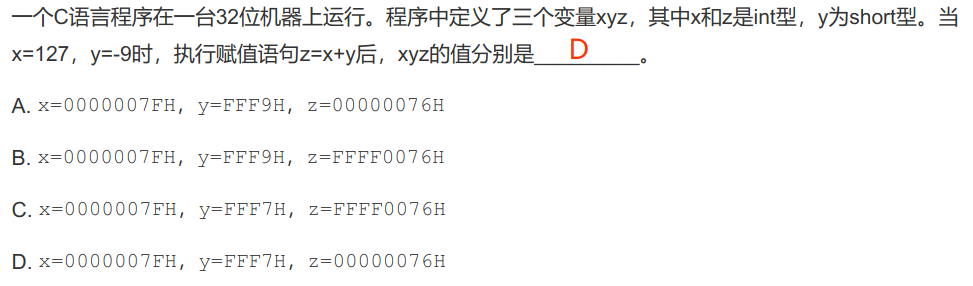 一个C语言程序在一台32位机器上运行。程序中定义了三个变量xyz，其中x和z是int型，y为short型。当
x=127，y=-9时，执行赋值语句z=x+y后，xyz的值分别是____D____。
A. x=0000007FH, y=FFF9H, z=00000076H
B. x=0000007FH, y=FFF9H, z=FFFF0076H
C. x=0000007FH, y=FFF7H, z=FFFF0076H
D. x=0000007FH, y=FFF7H, z=00000076H